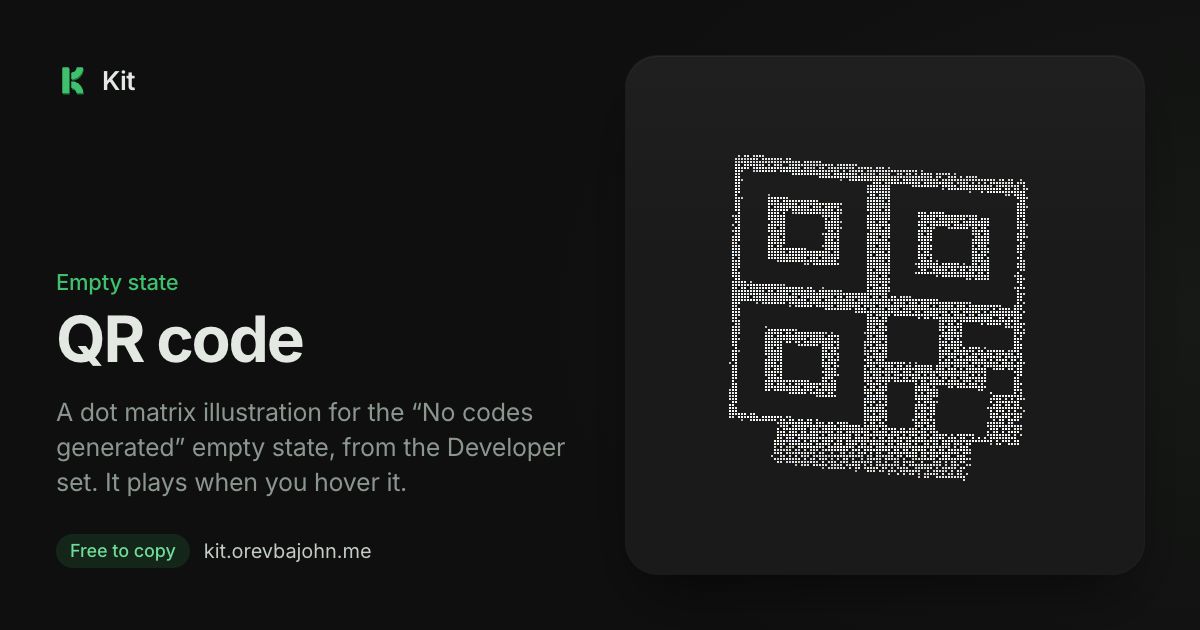 Kit
Empty state
QR code
A dot matrix illustration for the “No codes
generated” empty state, from the Developer
set. It plays when you hover it.
Free to copy
kit.orevbajohn.me